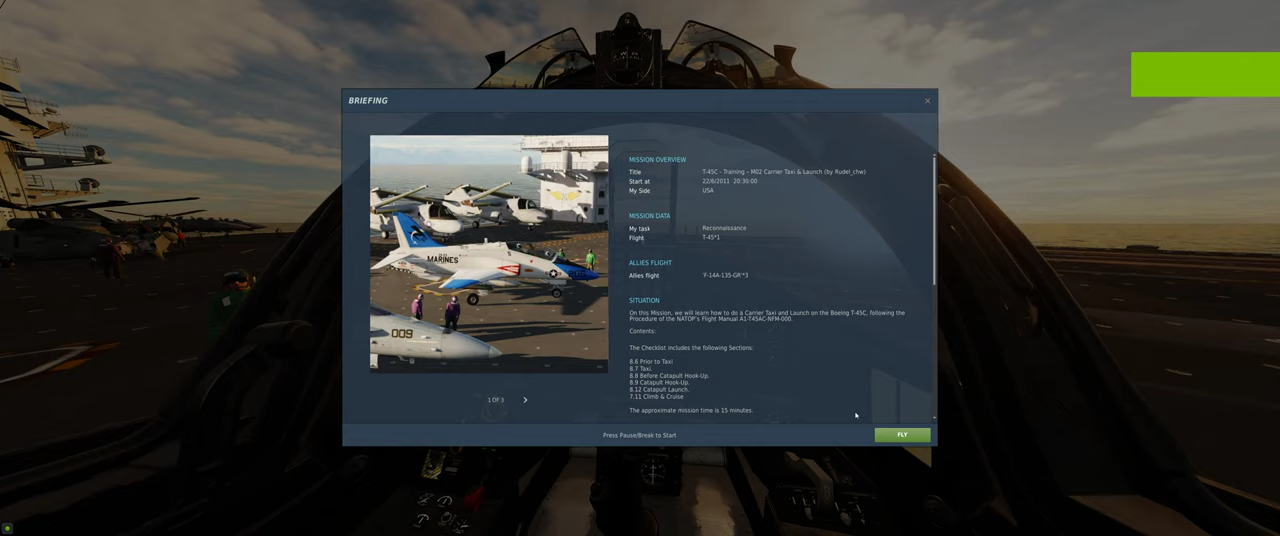 BRIEFING
MISSION OVERVIEW
Title T-45C - Training - M02 Carrier Taxi & Launch (by Rudel_chw)
Start at 22/6/2011 20:30:00
My Side USA
MISSION DATA
My task Reconnaissance
Flight T-45*1
ALLIES FLIGHT
Allies flight 'F-14A-135-GR'*3
SITUATION
On this Mission, we will learn how to do a Carrier Taxi and Launch on the Boeing T-45C, following the
Procedure of the NATOP's Flight Manual A1-T45AC-NFM-000.
Contents:
The Checklist includes the following Sections:
8.6 Prior to Taxi
8.7 Taxi.
8.8 Before Catapult Hook-Up.
8.9 Catapult Hook-Up.
8.12 Catapult Launch.
7.11 Climb & Cruise
The approximate mission time is 15 minutes.
MARINES
009
1 OF 3
Press Pause/Break to Start
FLY